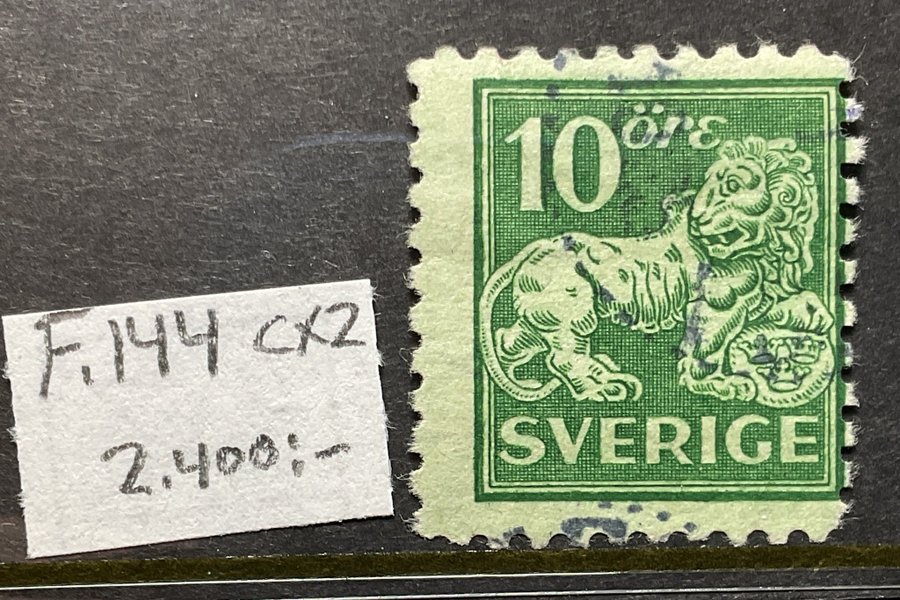 F.144 cx2
2.400:-
10 öre
SVERIGE